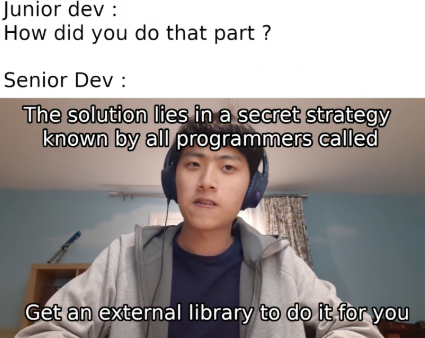 Junior dev :
How did you do that part ?
Senior Dev :
The solution lies in a secret strategy
known by all programmers called
Get an external library to do it for you